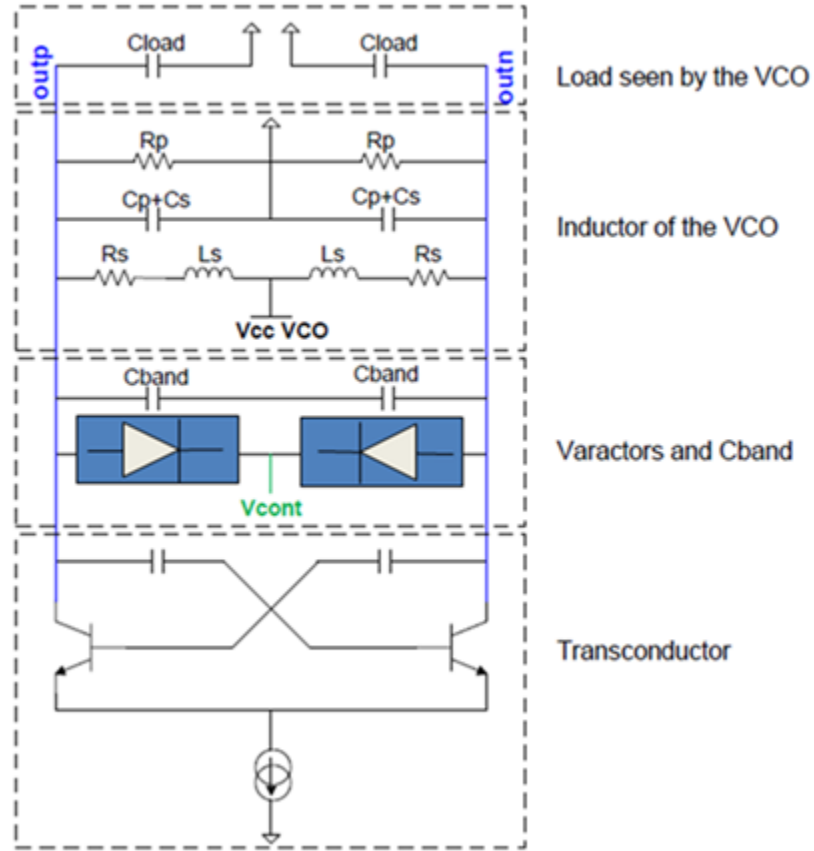 Cload
Cload
outp
outn
Load seen by the VCO
Rp
Rp
Cp+Cs
Cp+Cs
Inductor of the VCO
Rs
Ls
Ls
Rs
Vcc VCO
Cband
Cband
Varactors and Cband
Vcont
Transconductor